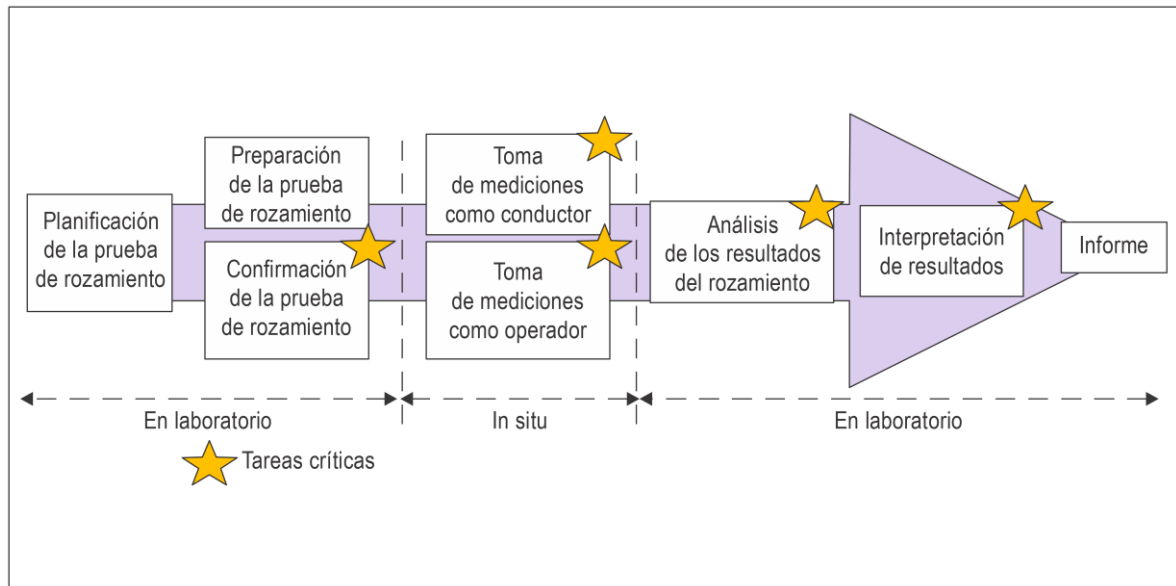 Planificación
de la prueba
de rozamiento
Preparación
de la prueba
de rozamiento
Confirmación
de la prueba
de rozamiento
Toma
de mediciones
como conductor
Toma
de mediciones
como operador
Análisis
de los resultados
del rozamiento
Interpretación
de resultados
Informe
En laboratorio
In situ
En laboratorio
Tareas críticas